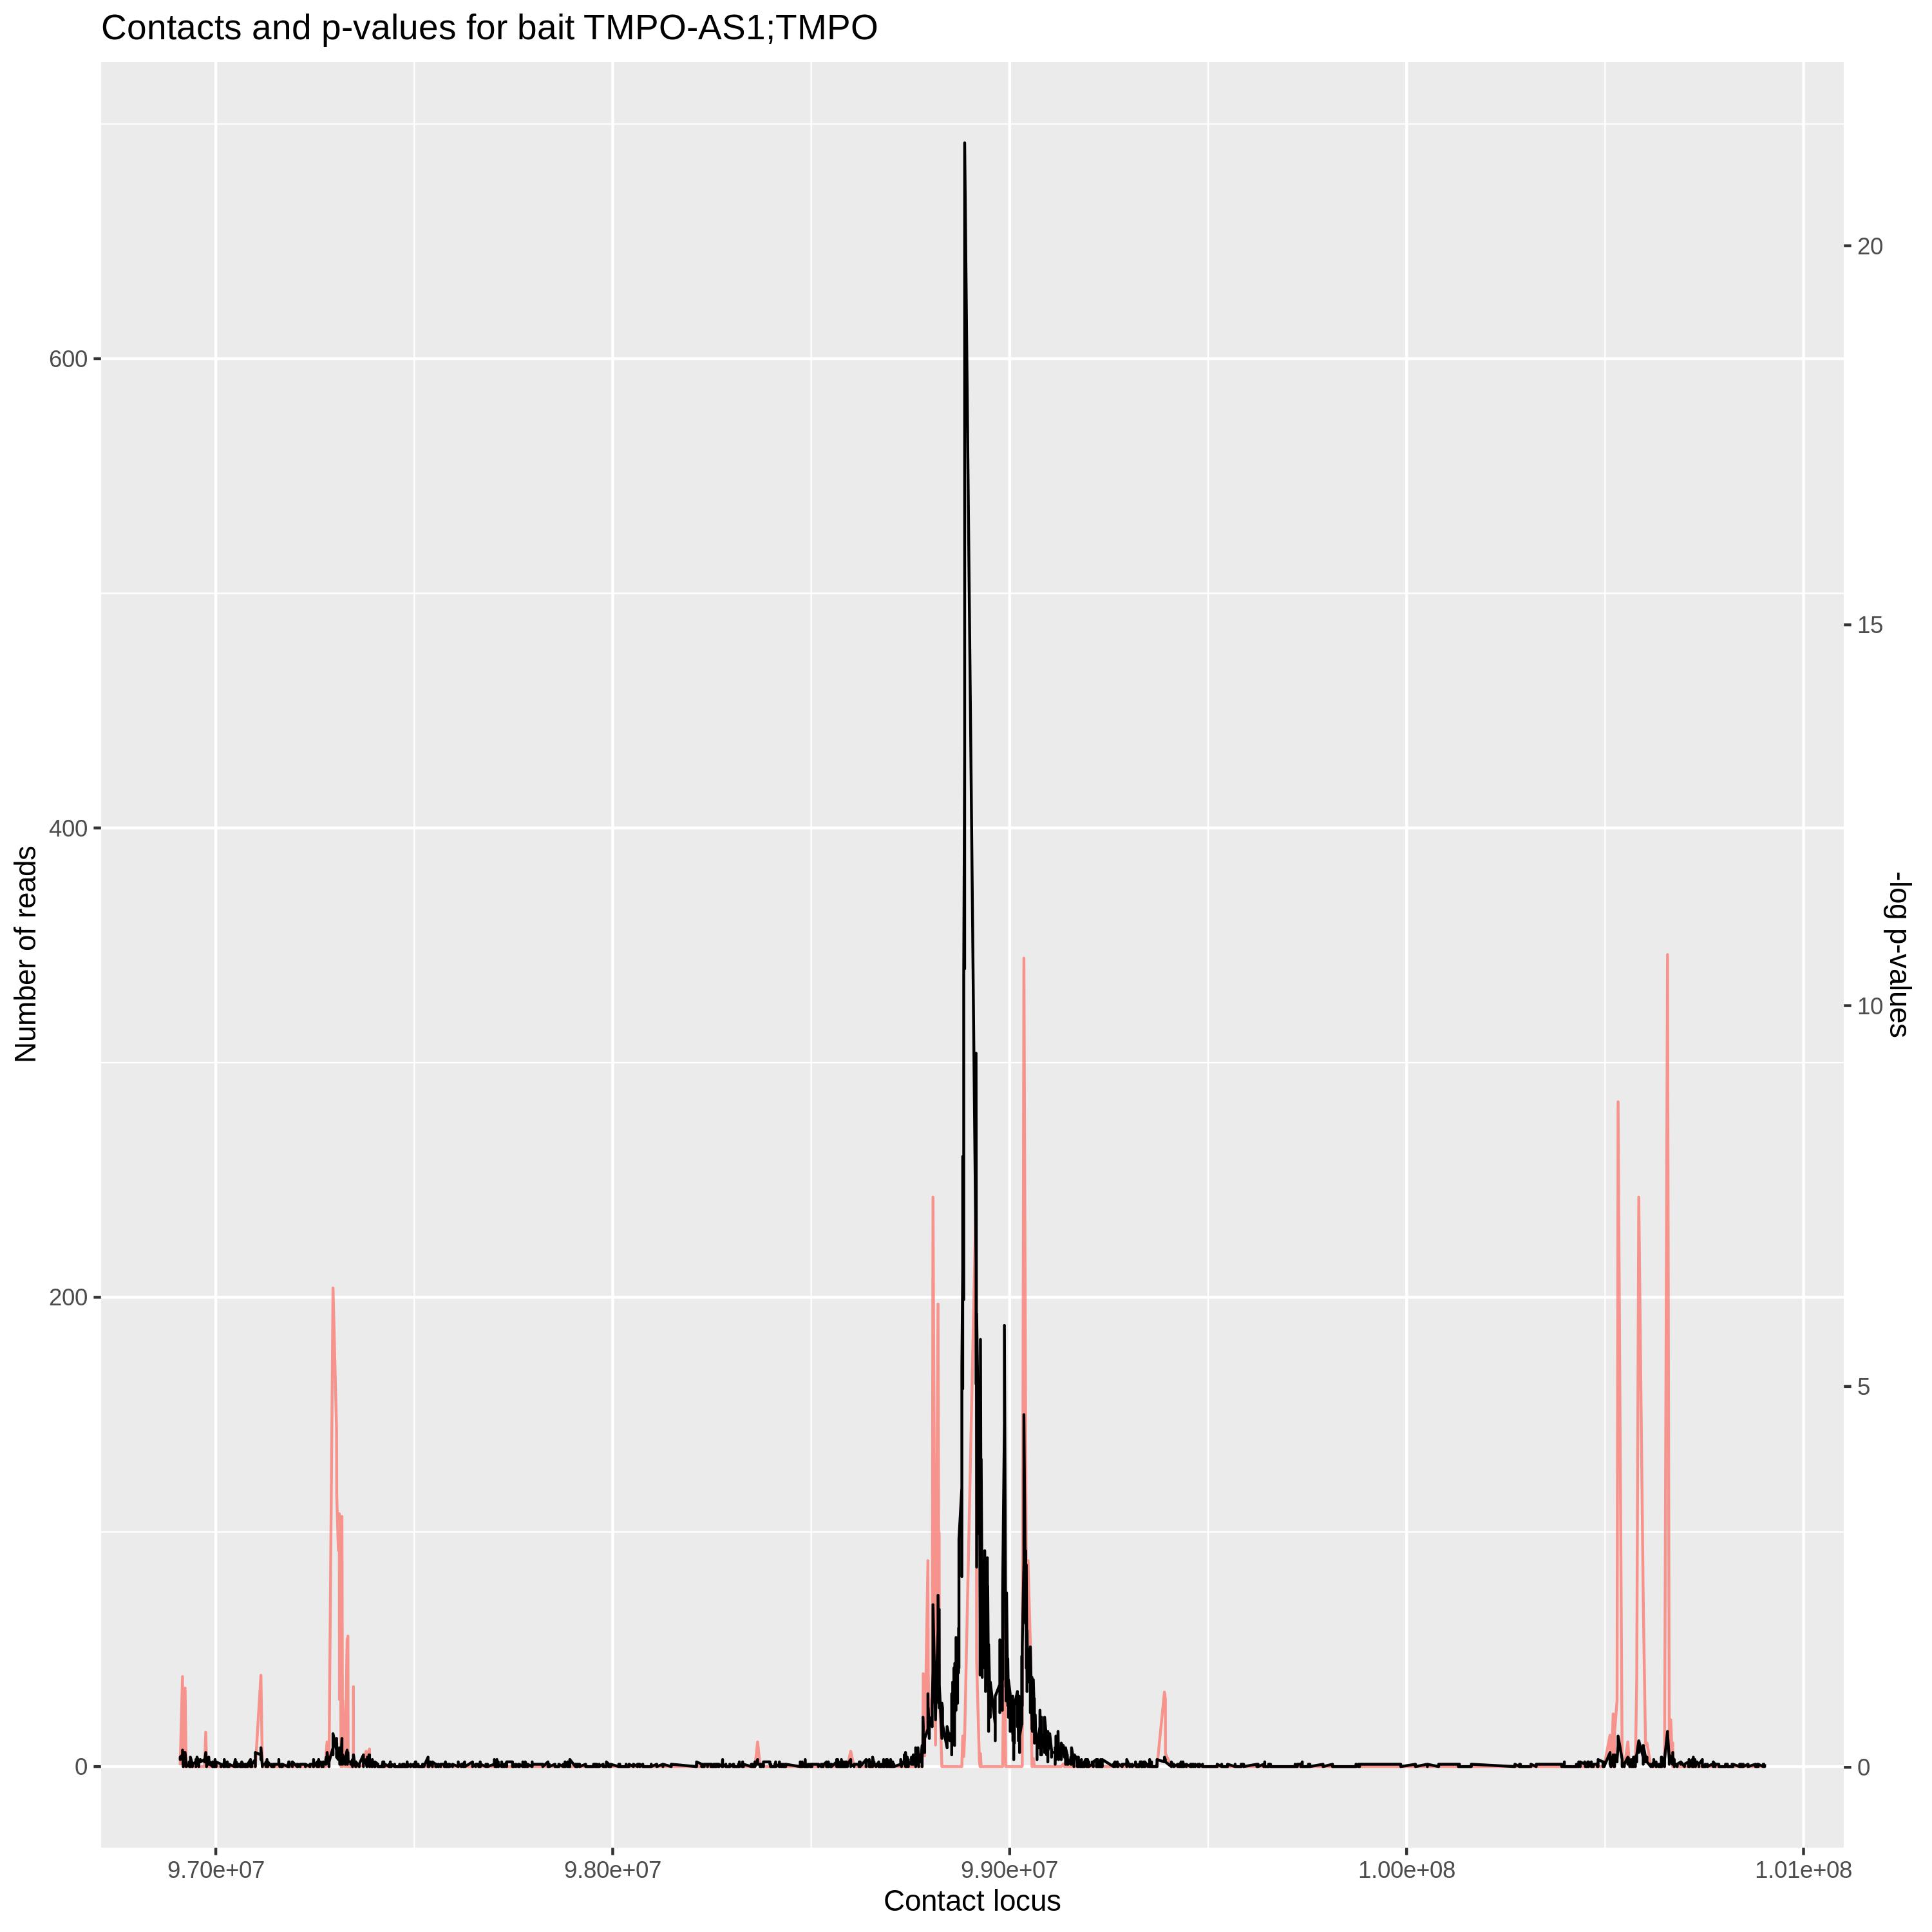 Contacts and p-values for bait TMPO-AS1;TMPO
Number of reads
600
400
200
0
20
15
10
5
0
-log p-values
9.70e+07
9.80e+07
9.90e+07
1.00e+08
1.01e+08
Contact locus